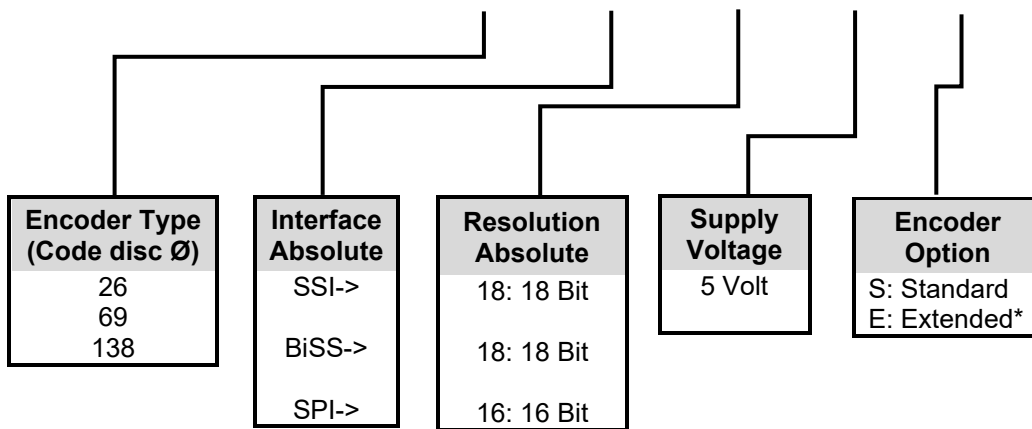 Encoder Type
(Code disc Ø)
26
69
138
Interface
Absolute
SSI->
BiSS->
SPI->
Resolution
Absolute
18: 18 Bit
18: 18 Bit
16: 16 Bit
Supply
Voltage
5 Volt
Encoder
Option
S: Standard
E: Extended*